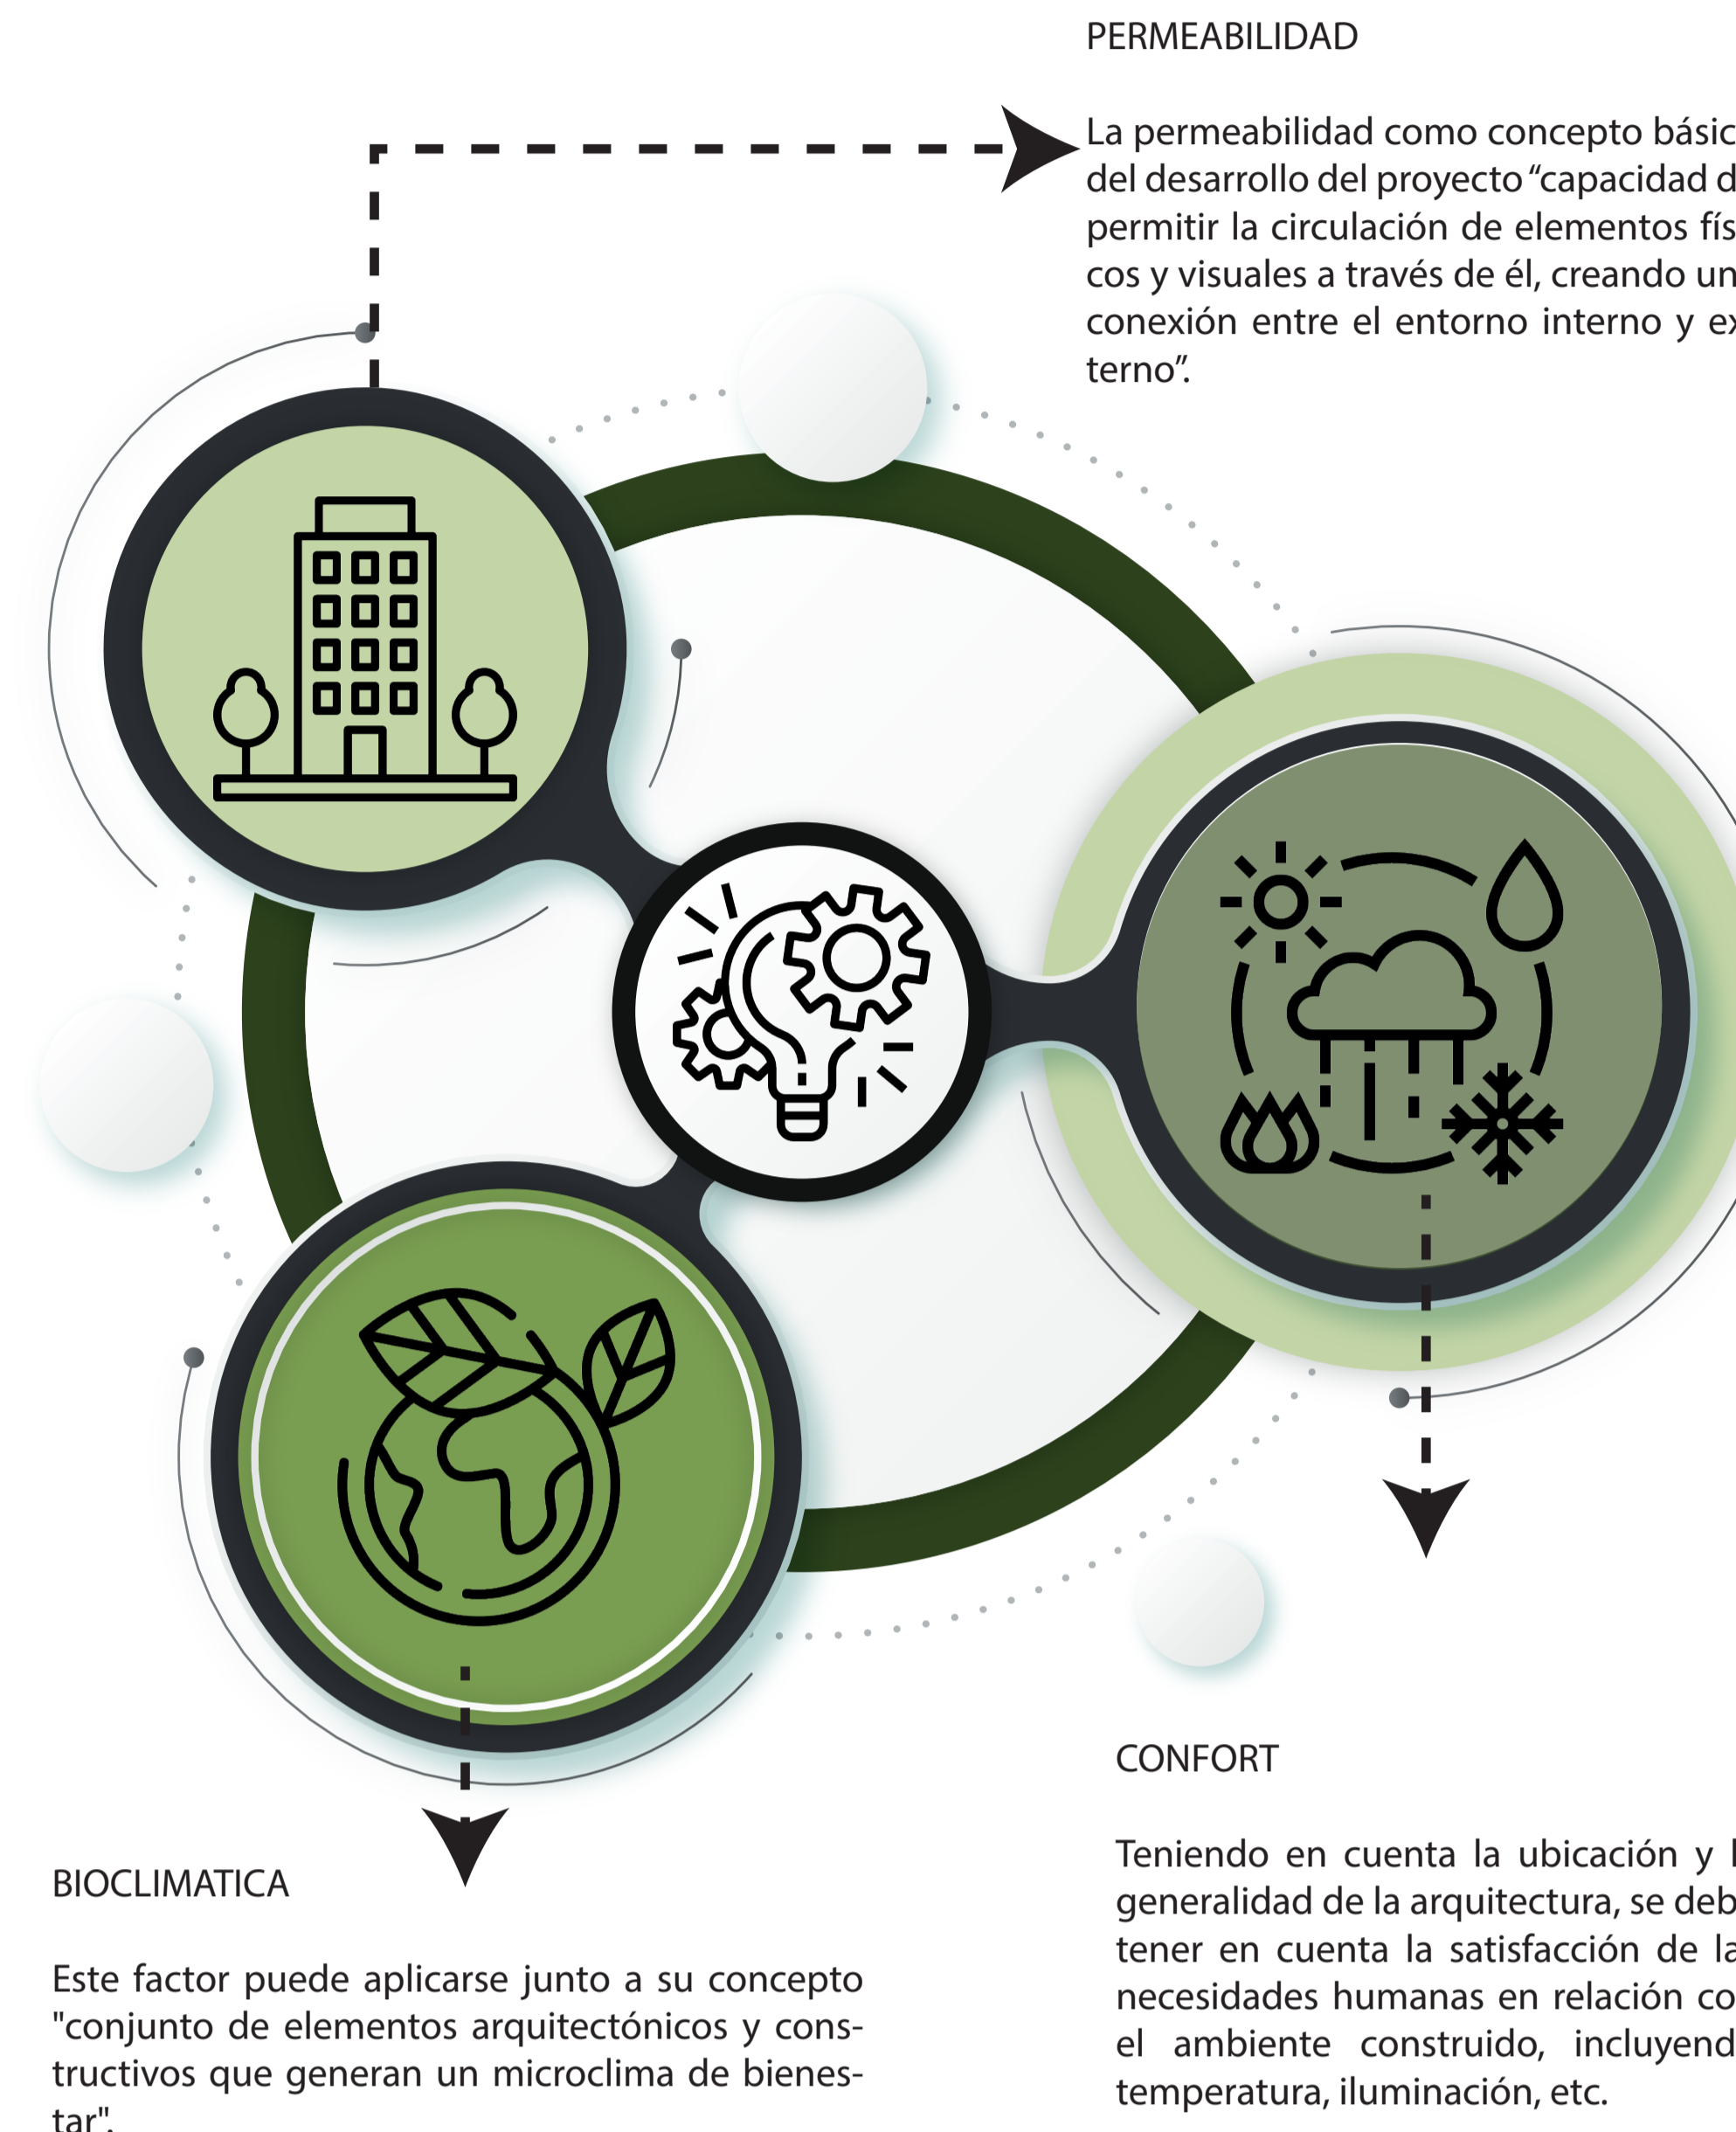 PERMEABILIDAD
La permeabilidad como concepto básic
del desarrollo del proyecto “capacidad d
permitir la circulación de elementos fís
cos y visuales a través de él, creando un
conexión entre el entorno interno y ex
terno”.
CONFORT
Teniendo en cuenta la ubicación y l
generalidad de la arquitectura, se deb
tener en cuenta la satisfacción de la
necesidades humanas en relación co
el ambiente construido, incluyend
temperatura, iluminación, etc.
BIOCLIMATICA
Este factor puede aplicarse junto a su concepto
"conjunto de elementos arquitectónicos y cons-
tructivos que generan un microclima de bienes-
tar".